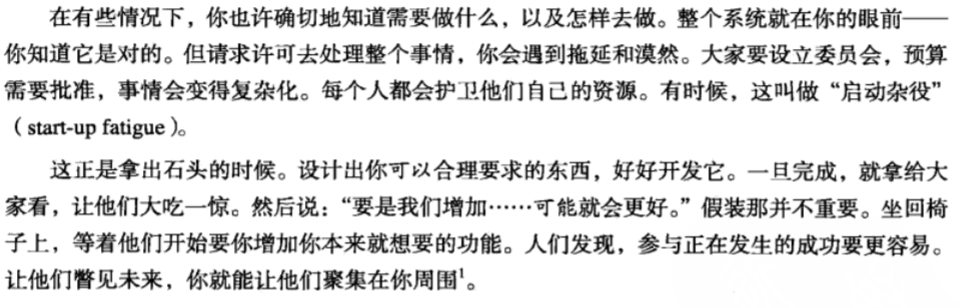 在有些情况下，你也许确切地知道需要做什么，以及怎样去做。整个系统就在你的眼前——
你知道它是对的。但请求许可去处理整个事情，你会遇到拖延和漠然。大家要设立委员会，预算
需要批准，事情会变得复杂化。每个人都会护卫他们自己的资源。有时候，这叫做“启动杂役”
（start-up fatigue）。
这正是拿出石头的时候。设计出你可以合理要求的东西，好好开发它。一旦完成，就拿给大
家看，让他们大吃一惊。然后说：“要是我们增加……可能就会更好。”假装那并不重要。坐回椅
子上，等着他们开始要你增加你本来就想要的功能。人们发现，参与正在发生的成功要更容易。
让他们瞥见未来，你就能让他们聚集在你周围¹。